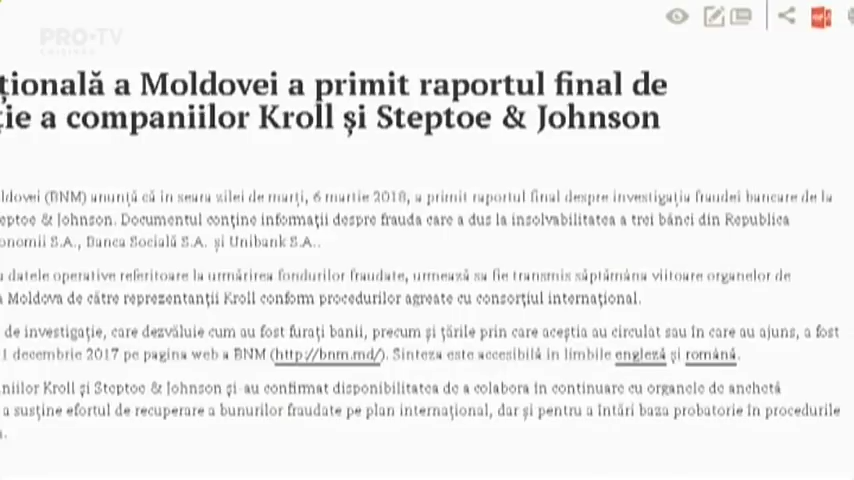 PRO•TV
CHIȘINĂU
țională a Moldovei a primit raportul final de
ție a companiilor Kroll și Steptoe & Johnson
ldovei (BNM) anunță că în seara zilei de marți, 6 martie 2018, a primit raportul final despre investigația fraudei bancare de la
eptoe & Johnson. Documentul conține informații despre frauda care a dus la insolvabilitatea a trei bănci din Republica
onomii S.A., Banca Socială S.A. și Unibank S.A..
datele operative referitoare la urmărirea fondurilor fraudate, urmează sa fie transmis săptămâna viitoare organelor de
Moldova de către reprezentanții Kroll conform procedurilor agreate cu consorțiul internațional.
de investigație, care dezvăluie cum au fost furați banii, precum și țările prin care aceștia au circulat sau în care au ajuns, a fost
1 decembrie 2017 pe pagina web a BNM (http://bnm.md/). Sinteza este accesibilă în limbile engleză și română.
niilor Kroll și Steptoe & Johnson și-au confirmat disponibilitatea de a colabora în continuare cu organele de anchetă
a susține efortul de recuperare a bunurilor fraudate pe plan internațional, dar și pentru a întări baza probatorie în procedurile